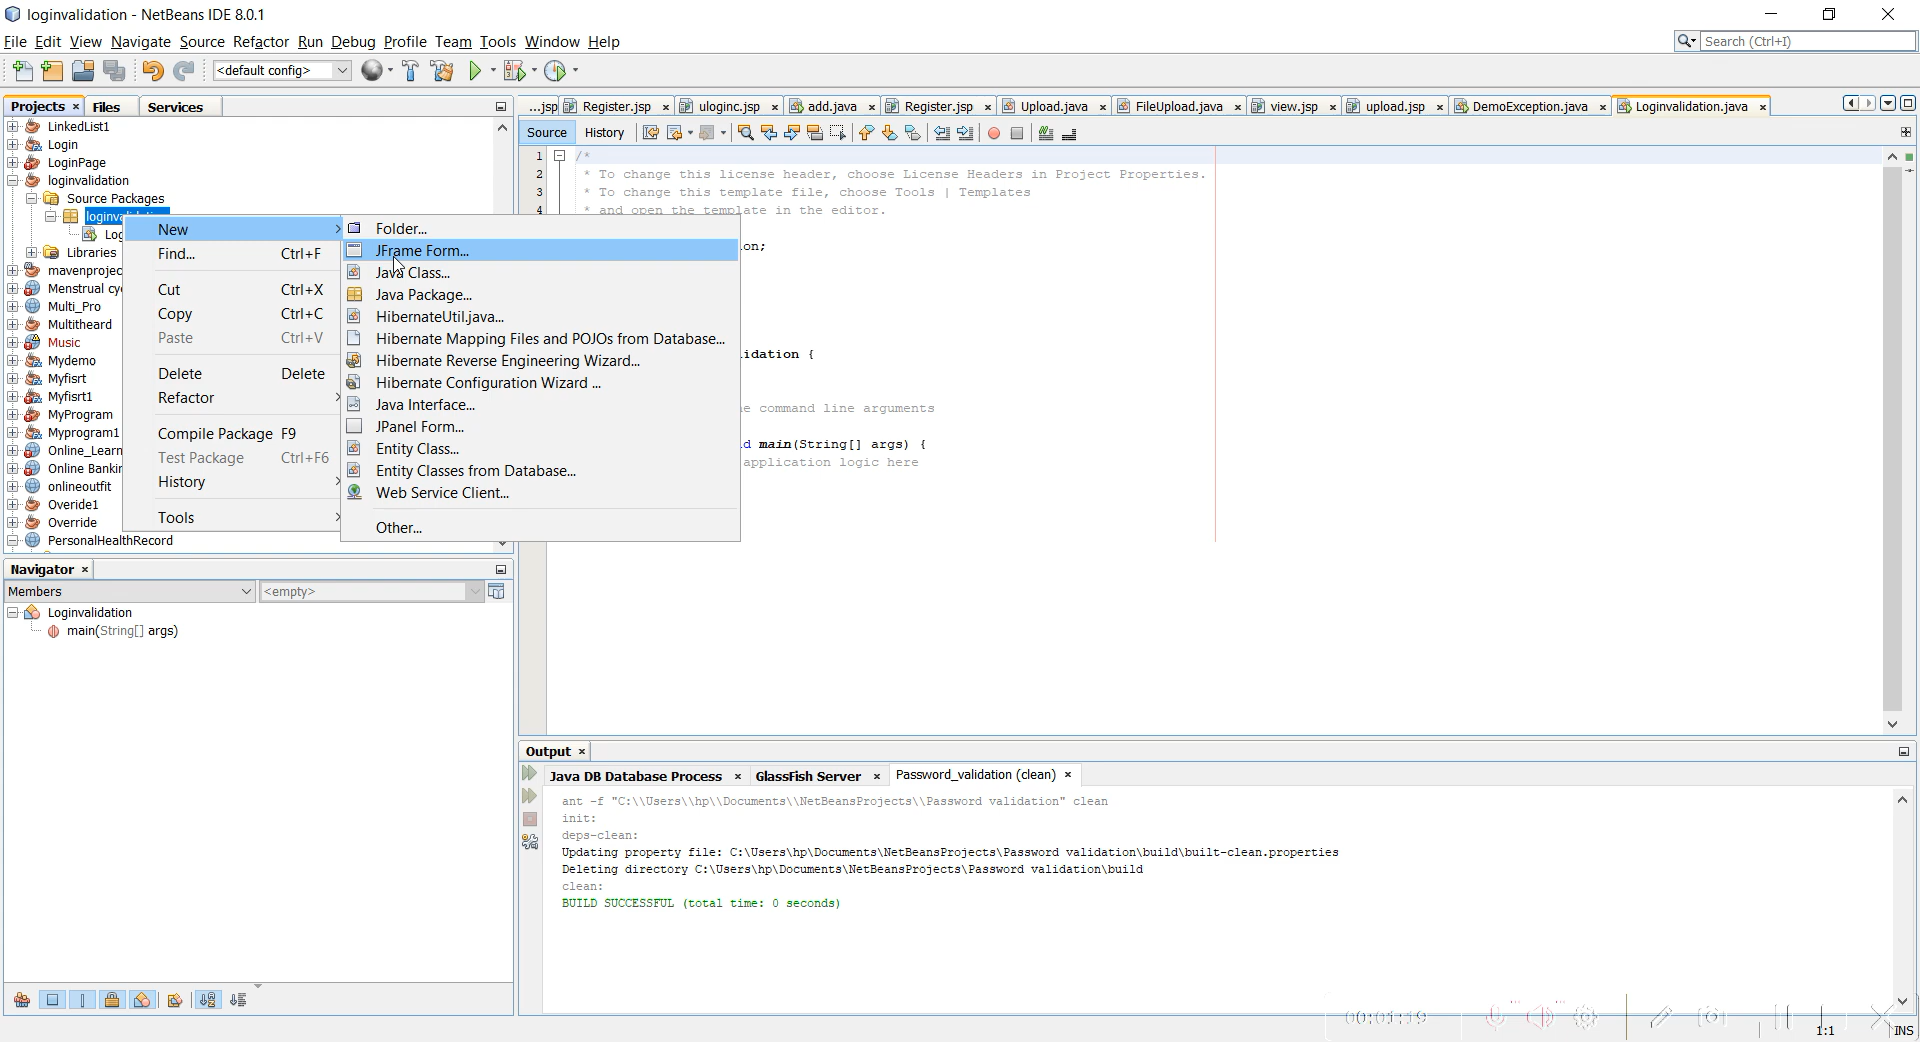 loginvalidation - NetBeans IDE 8.0.1
File Edit View Navigate Source Refactor Run Debug Profile Team Tools Window Help
Search (Ctrl+I)
<default config>
Projects × Files Services
...jsp Register.jsp × uloginc.jsp × add.java × Register.jsp × Upload.java × FileUpload.java × view.jsp × upload.jsp × DemoException.java × Loginvalidation.java ×
Source History
LinkedList1
Login
LoginPage
loginvalidation
Source Packages
Libraries
Menstrual cy
Multi_Pro
Multitheard
Music
Mydemo
Myfisrt
Myfisrt1
MyProgram
Myprogram1
Online_Learn
Online Bankin
onlineoutfit
Overide1
Override
PersonalHealthRecord
New
Find... Ctrl+F
Cut Ctrl+X
Copy Ctrl+C
Paste Ctrl+V
Delete Delete
Refactor
Compile Package F9
Test Package Ctrl+F6
History
Tools
Folder...
JFrame Form...
Java Class...
Java Package...
HibernateUtil.java...
Hibernate Mapping Files and POJOs from Database...
Hibernate Reverse Engineering Wizard...
Hibernate Configuration Wizard ...
Java Interface...
JPanel Form...
Entity Class...
Entity Classes from Database...
Web Service Client...
Other...
1 /*
2 * To change this license header, choose License Headers in Project Properties.
3 * To change this template file, choose Tools | Templates
4 * and open the template in the editor.
on;
idation {
e command line arguments
d main(String[] args) {
application logic here
Navigator ×
Members
<empty>
Loginvalidation
main(String[] args)
Output ×
Java DB Database Process × GlassFish Server × Password_validation (clean) ×
ant -f "C:\\Users\\hp\\Documents\\NetBeansProjects\\Password validation" clean
init:
deps-clean:
Updating property file: C:\Users\hp\Documents\NetBeansProjects\Password validation\build\built-clean.properties
Deleting directory C:\Users\hp\Documents\NetBeansProjects\Password validation\build
clean:
BUILD SUCCESSFUL (total time: 0 seconds)
00:01:19
1:1 INS